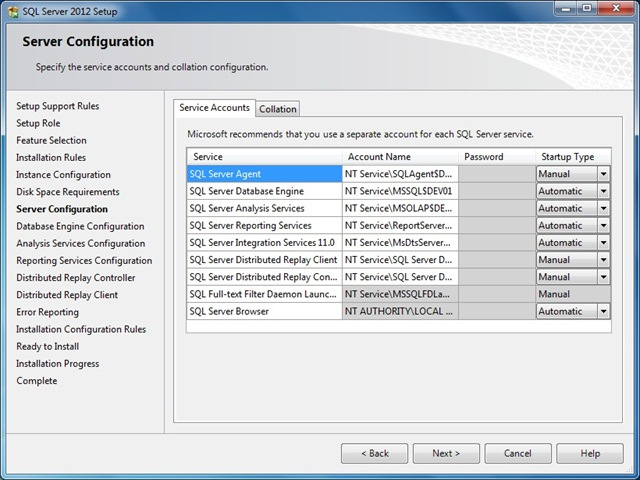 SQL Server 2012 Setup
Server Configuration
Specify the service accounts and collation configuration.
Setup Support Rules
Setup Role
Feature Selection
Installation Rules
Instance Configuration
Disk Space Requirements
Server Configuration
Database Engine Configuration
Analysis Services Configuration
Reporting Services Configuration
Distributed Replay Controller
Distributed Replay Client
Error Reporting
Installation Configuration Rules
Ready to Install
Installation Progress
Complete
Service Accounts Collation
Microsoft recommends that you use a separate account for each SQL Server service.
Service Account Name Password Startup Type
SQL Server Agent NT Service\SQLAgent$D... Manual
SQL Server Database Engine NT Service\MSSQL$DEV01 Automatic
SQL Server Analysis Services NT Service\MSOLAP$DE... Automatic
SQL Server Reporting Services NT Service\ReportServer... Automatic
SQL Server Integration Services 11.0 NT Service\MsDtsServer... Automatic
SQL Server Distributed Replay Client NT Service\SQL Server D... Manual
SQL Server Distributed Replay Con... NT Service\SQL Server D... Manual
SQL Full-text Filter Daemon Launc... NT Service\MSSQLFDLa... Manual
SQL Server Browser NT AUTHORITY\LOCAL ... Automatic
< Back Next > Cancel Help